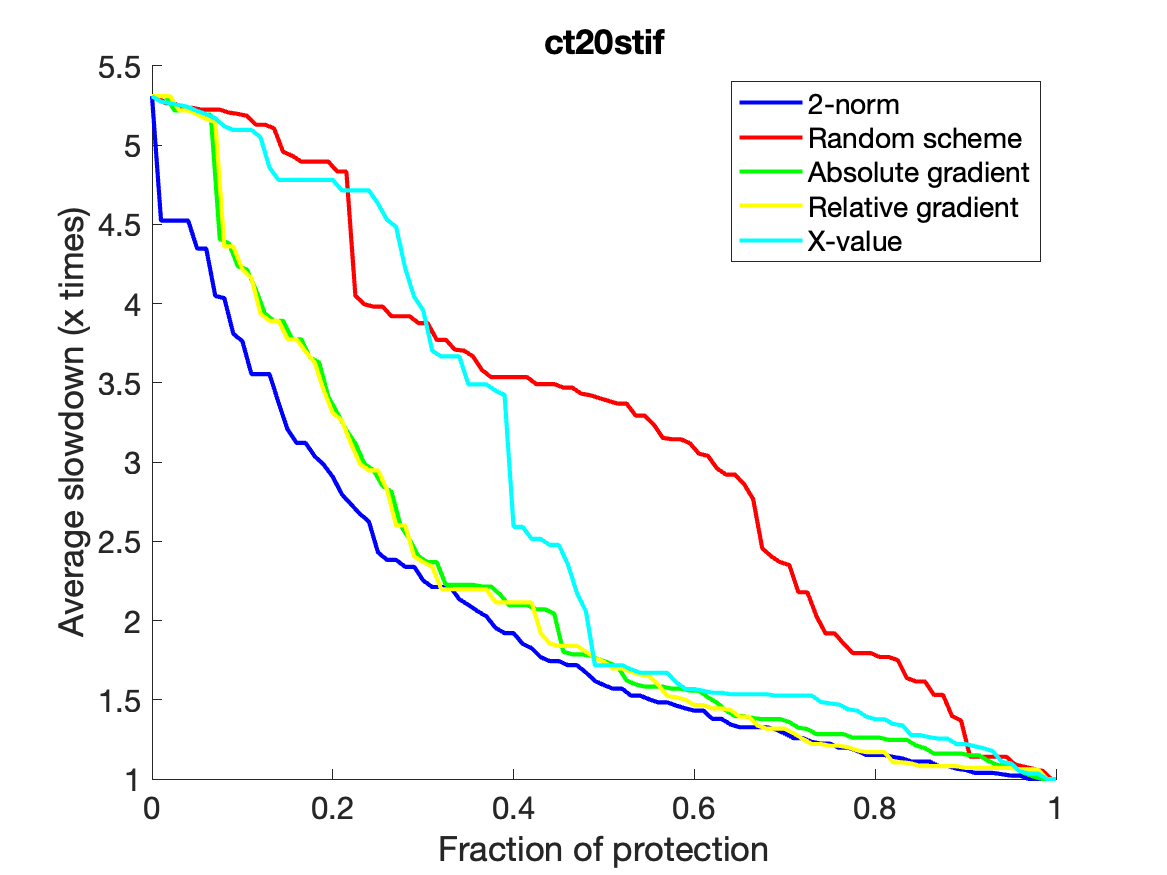 ct20stif
5.5
5
4.5
4
3.5
3
2.5
2
1.5
1
Average slowdown (x times)
2-norm
Random scheme
Absolute gradient
Relative gradient
X-value
0
0.2
0.4
0.6
0.8
1
Fraction of protection